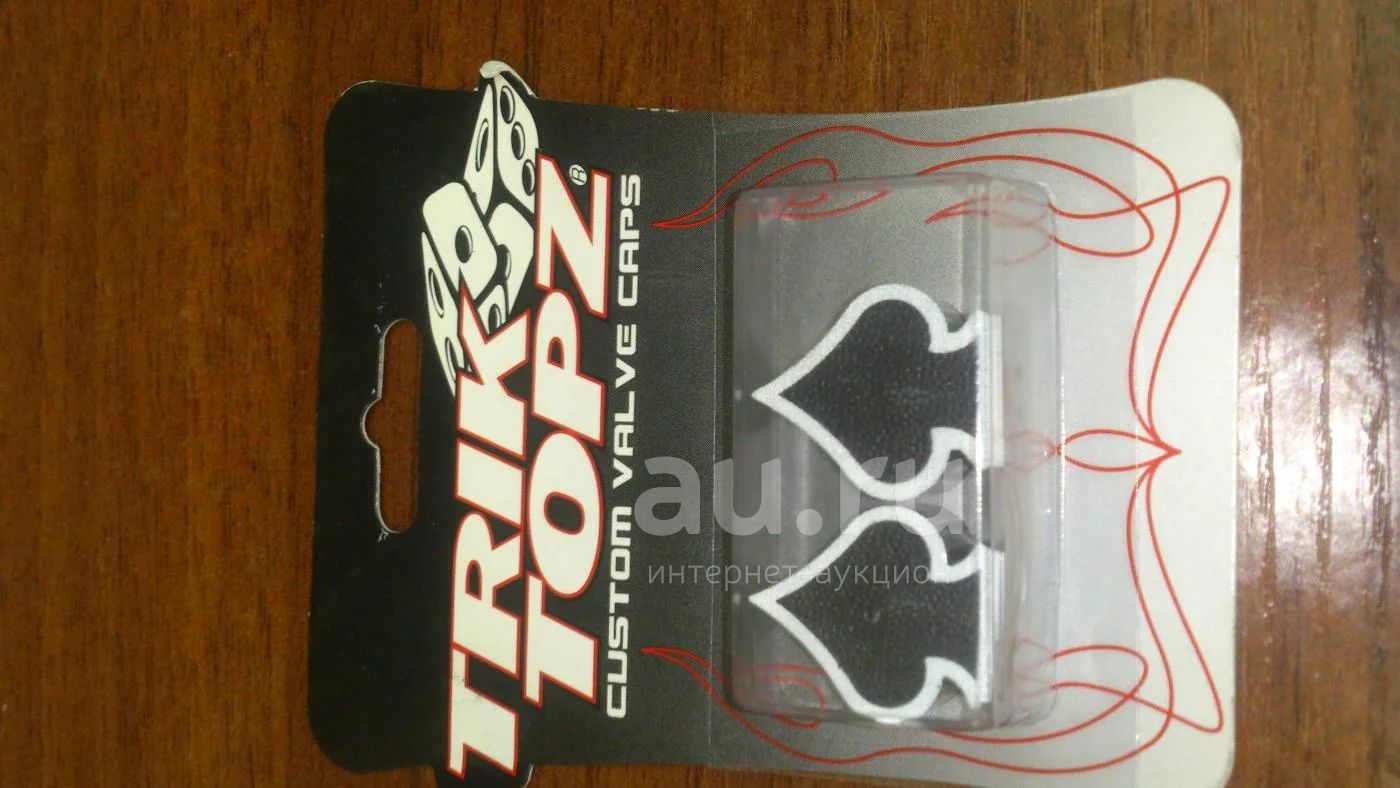 TRIK
TOPZ®
CUSTOM VALVE CAPS
au.ru
интернет-аукцион